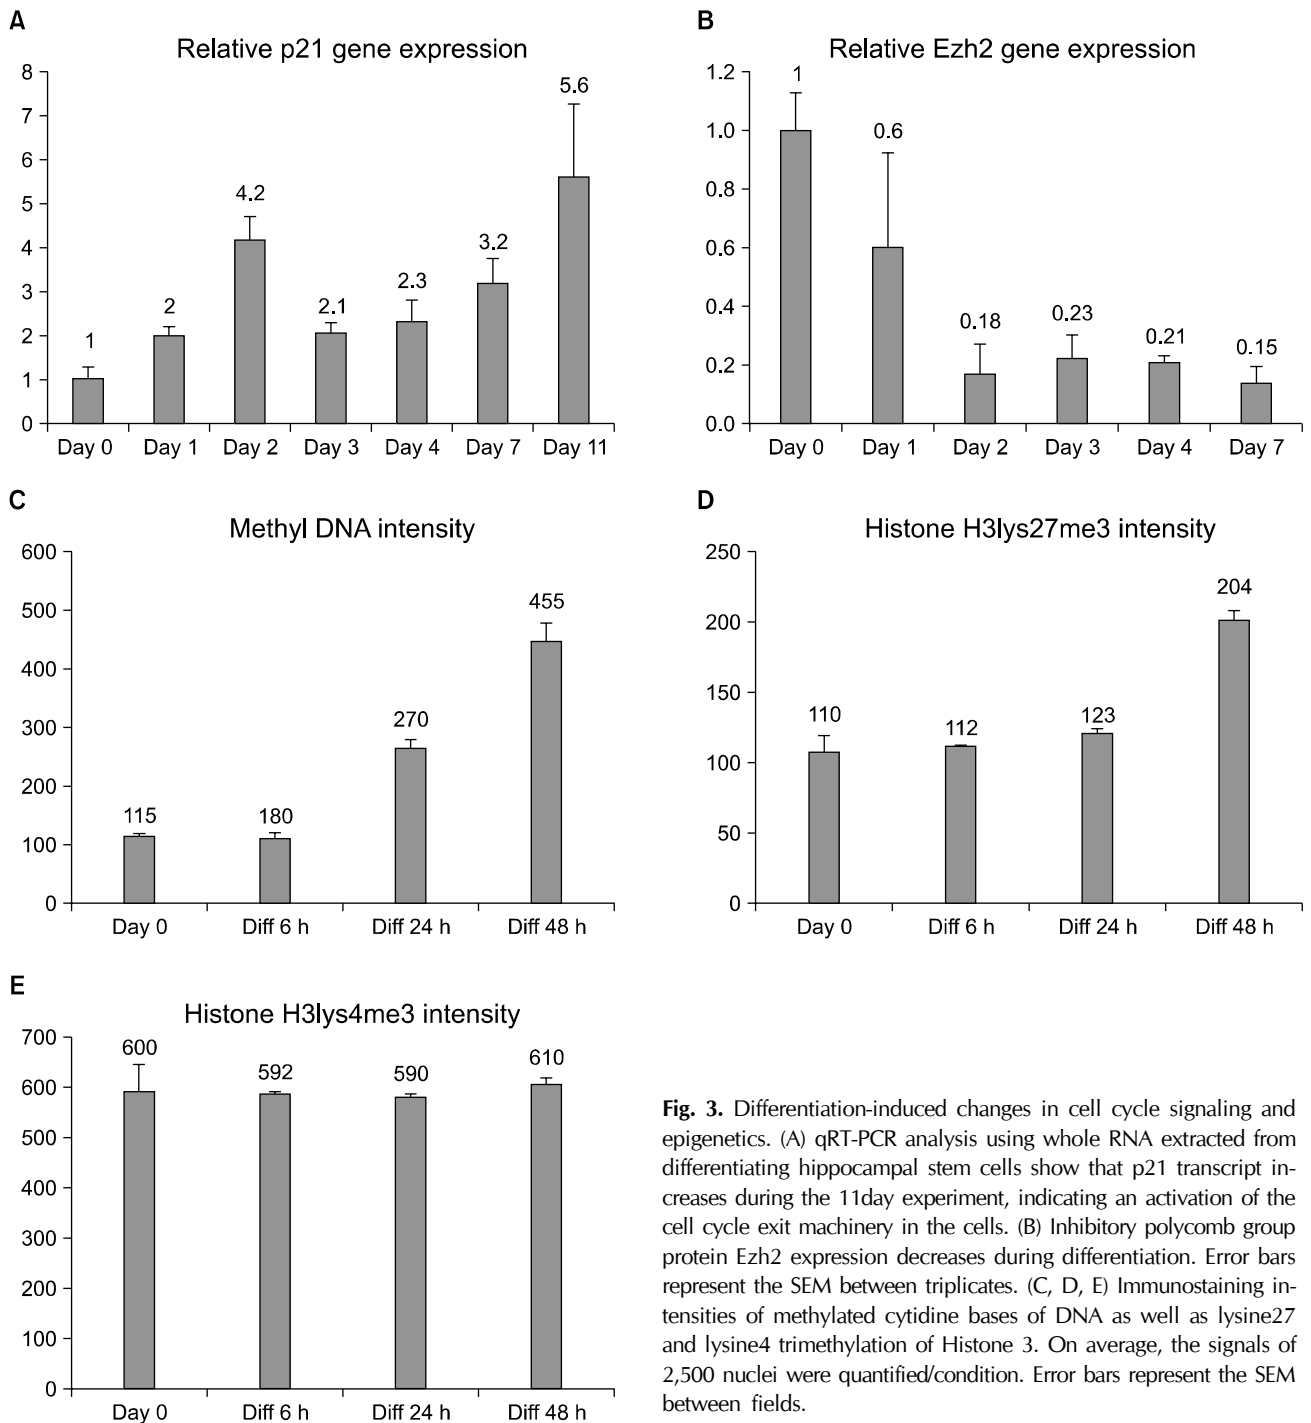 A
Relative p21 gene expression
8
7
6
5
4
3
2
1
0
1
2
4.2
2.1
2.3
3.2
5.6
Day 0 Day 1 Day 2 Day 3 Day 4 Day 7 Day 11
B
Relative Ezh2 gene expression
1.2
1.0
0.8
0.6
0.4
0.2
0.0
1
0.6
0.18
0.23
0.21
0.15
Day 0 Day 1 Day 2 Day 3 Day 4 Day 7
C
Methyl DNA intensity
600
500
400
300
200
100
0
115
180
270
455
Day 0 Diff 6 h Diff 24 h Diff 48 h
D
Histone H3lys27me3 intensity
250
200
150
100
50
0
110
112
123
204
Day 0 Diff 6 h Diff 24 h Diff 48 h
E
Histone H3lys4me3 intensity
700
600
500
400
300
200
100
0
600
592
590
610
Day 0 Diff 6 h Diff 24 h Diff 48 h
Fig. 3. Differentiation-induced changes in cell cycle signaling and
epigenetics. (A) qRT-PCR analysis using whole RNA extracted from
differentiating hippocampal stem cells show that p21 transcript in-
creases during the 11day experiment, indicating an activation of the
cell cycle exit machinery in the cells. (B) Inhibitory polycomb group
protein Ezh2 expression decreases during differentiation. Error bars
represent the SEM between triplicates. (C, D, E) Immunostaining in-
tensities of methylated cytidine bases of DNA as well as lysine27
and lysine4 trimethylation of Histone 3. On average, the signals of
2,500 nuclei were quantified/condition. Error bars represent the SEM
between fields.